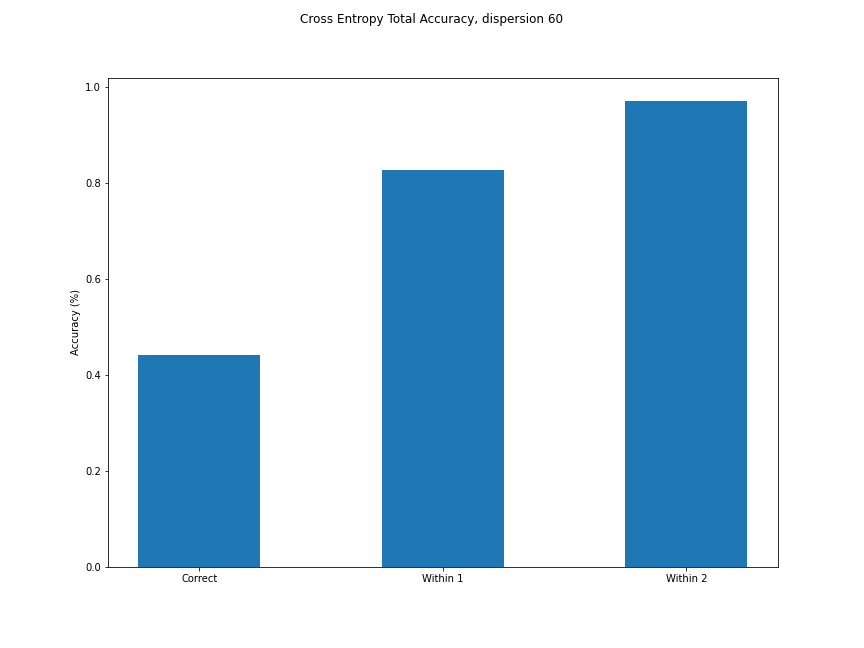 Cross Entropy Total Accuracy, dispersion 60
1.0
0.8
0.6
0.4
0.2
0.0
Accuracy (%)
Correct
Within 1
Within 2